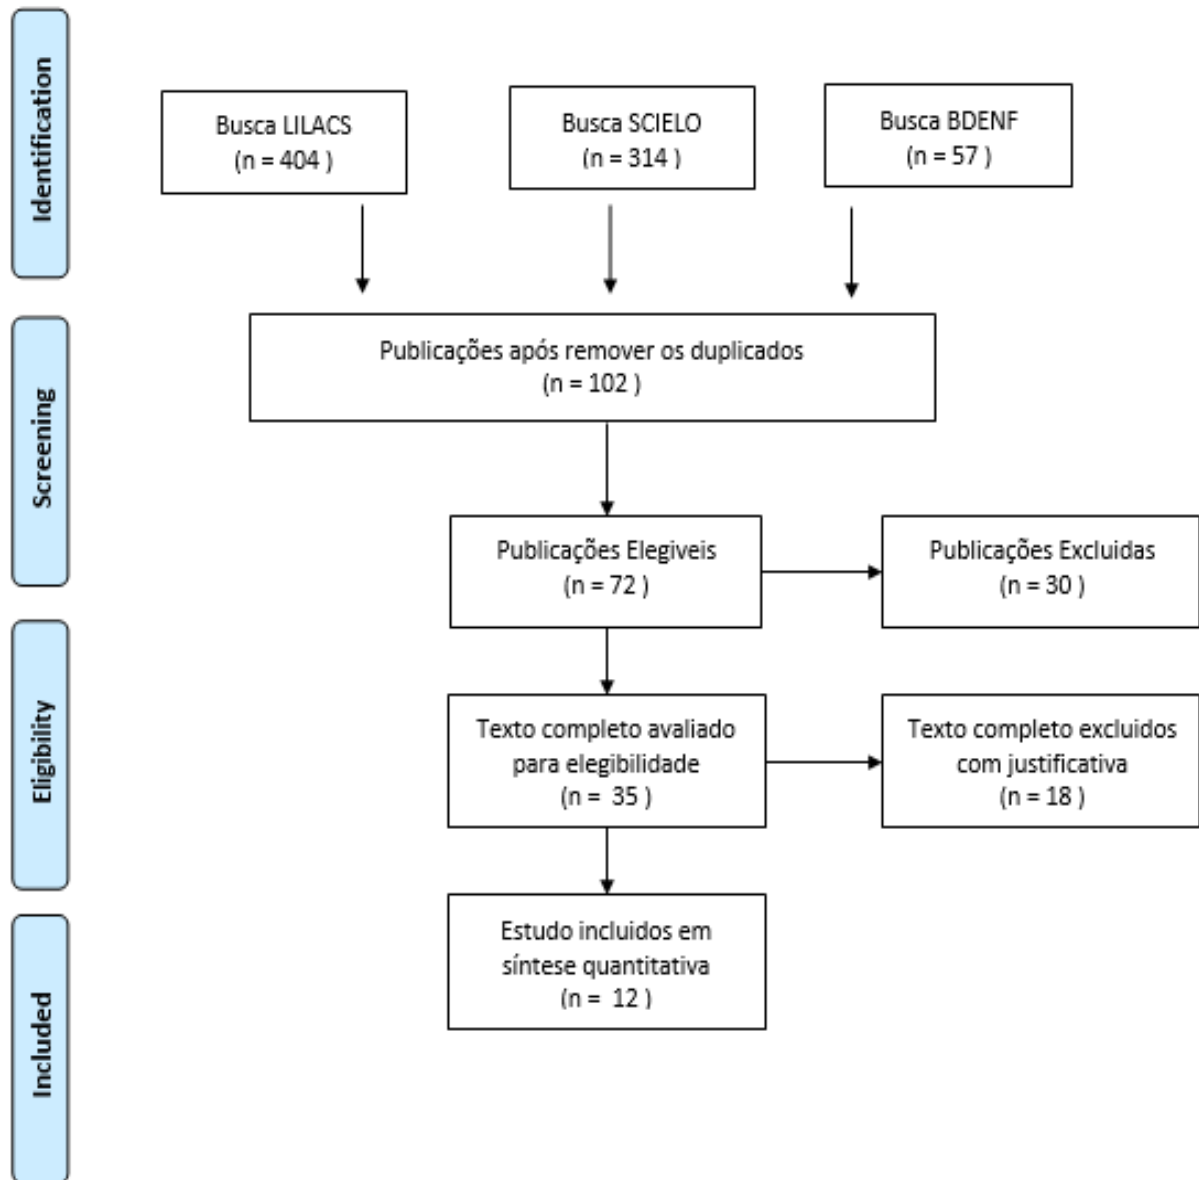 Identification
Busca LILACS
(n = 404 )
Busca SCIELO
(n = 314 )
Busca BDENF
(n = 57 )
Screening
Publicações após remover os duplicados
(n = 102 )
Publicações Elegiveis
(n = 72 )
Publicações Excluidas
(n = 30 )
Eligibility
Texto completo avaliado
para elegibilidade
(n = 35 )
Texto completo excluidos
com justificativa
(n = 18 )
Included
Estudo incluidos em
síntese quantitativa
(n = 12 )